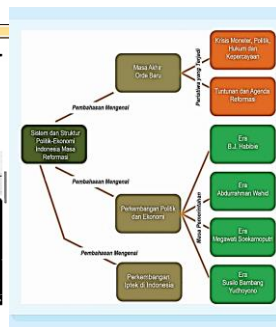 Sistem dan Struktur
Politik-Ekonomi
Indonesia Masa
Reformasi
Pembahasan Mengenai
Masa Akhir
Orde Baru
Peristiwa yang Terjadi
Krisis Moneter, Politik,
Hukum dan
Kepercayaan
Tuntunan dan Agenda
Reformasi
Pembahasan Mengenai
Perkembangan Politik
dan Ekonomi
Masa Pemerintahan
Era
B.J. Habibie
Era
Abdurrahman Wahid
Era
Megawati Soekarnoputri
Era
Susilo Bambang
Yudhoyono
Pembahasan Mengenai
Perkembangan
Iptek di Indonesia